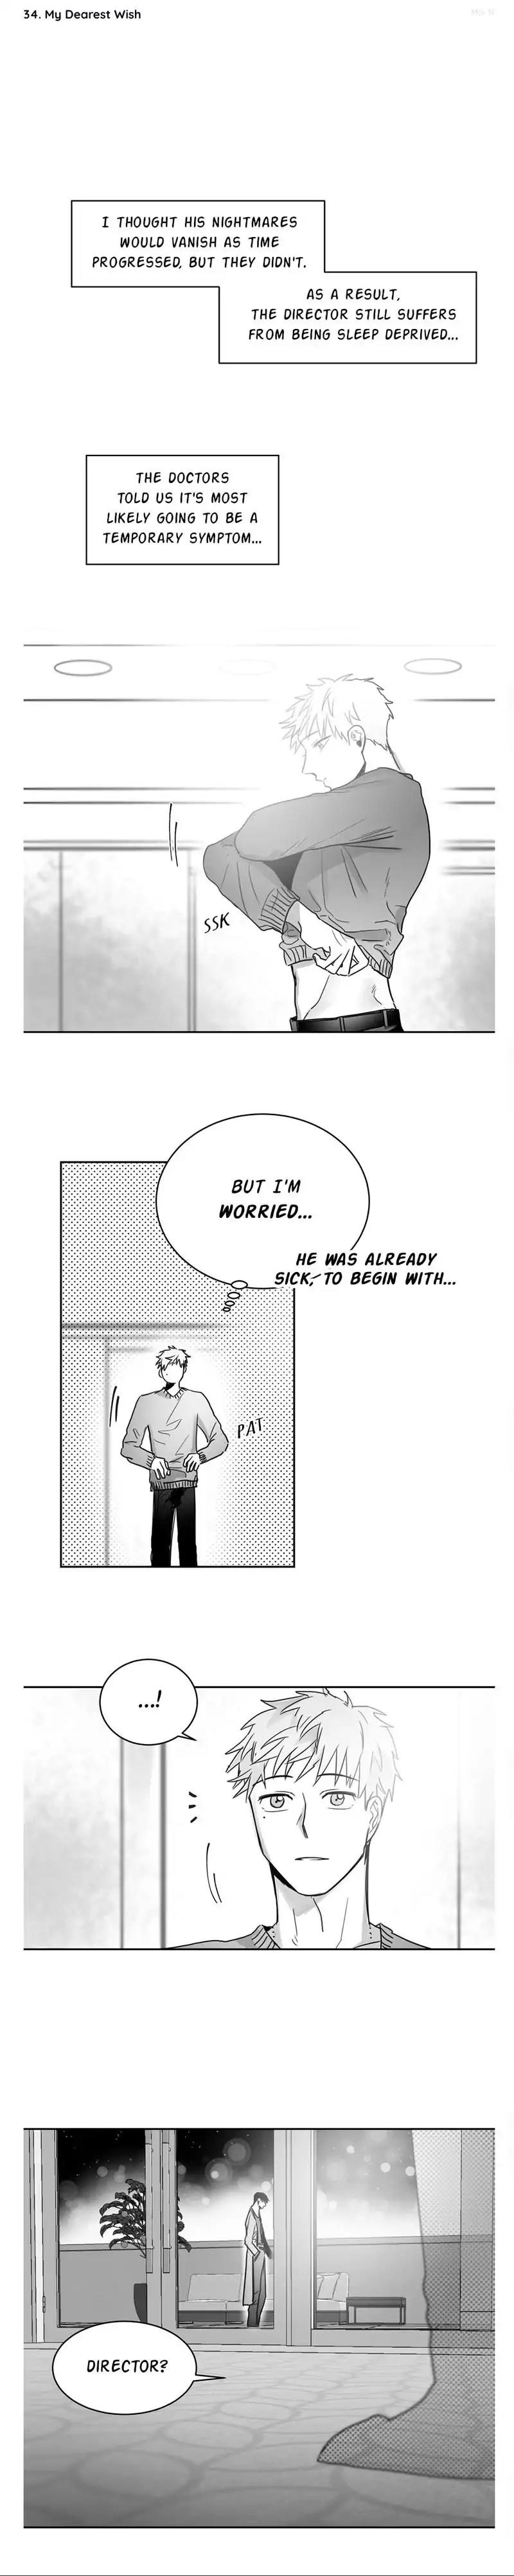 34. My Dearest Wish
I THOUGHT HIS NIGHTMARES
WOULD VANISH AS TIME
PROGRESSED, BUT THEY DIDN'T.
AS A RESULT,
THE DIRECTOR STILL SUFFERS
FROM BEING SLEEP DEPRIVED...
THE DOCTORS
TOLD US IT'S MOST
LIKELY GOING TO BE A
TEMPORARY SYMPTOM...
SSK
BUT I'M
WORRIED...
HE WAS ALREADY
SICK, TO BEGIN WITH...
PAT
...!
DIRECTOR?